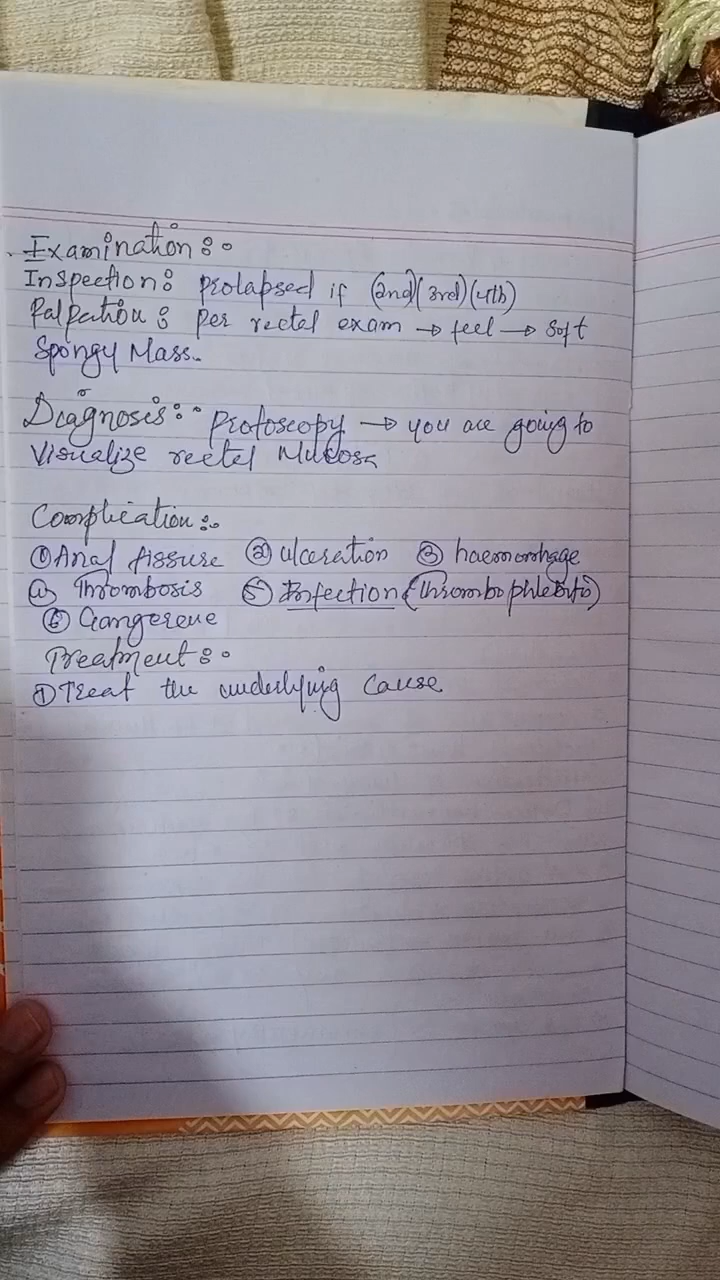 Examination:-
Inspection: prolapsed if (2nd)(3rd)(4th)
Palpation: per rectal exam → feel → soft
Spongy Mass.
Diagnosis:- Protoscopy → you are going to
Visualize rectal Mucosa
Complication:-
① Anal fissure ② ulceration ③ haemorrhage
④ Thrombosis ⑤ Infection (thrombophlebitis)
⑥ Gangerene
Treatment:-
① Treat the underlying cause